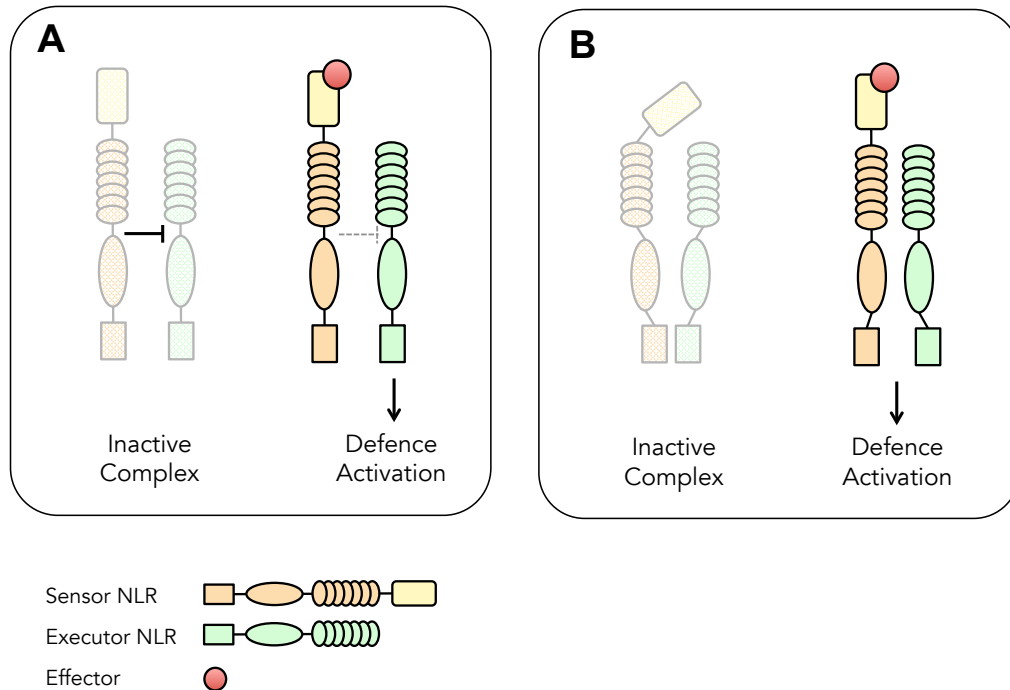 A
Inactive
Complex
Defence
Activation
B
Inactive
Complex
Defence
Activation
Sensor NLR
Executor NLR
Effector